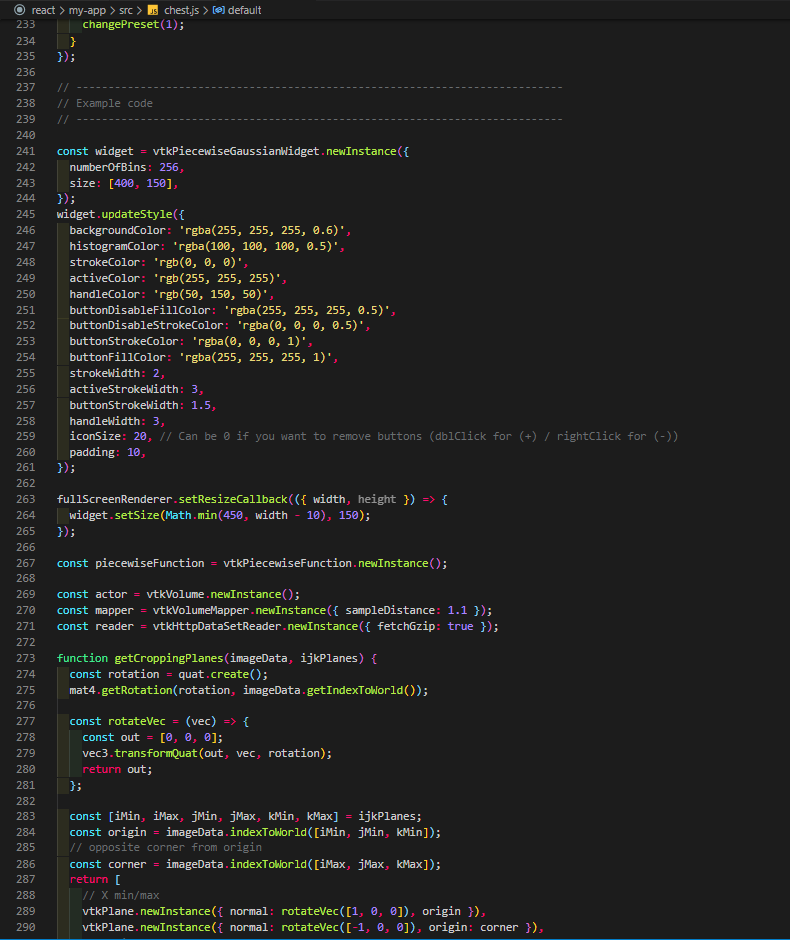 react > my-app > src > JS chest.js > default
233     changePreset(1);
234   }
235 });
236
237 // ----------------------------------------------------------------------------
238 // Example code
239 // ----------------------------------------------------------------------------
240
241 const widget = vtkPiecewiseGaussianWidget.newInstance({
242   numberOfBins: 256,
243   size: [400, 150],
244 });
245 widget.updateStyle({
246   backgroundColor: 'rgba(255, 255, 255, 0.6)',
247   histogramColor: 'rgba(100, 100, 100, 0.5)',
248   strokeColor: 'rgb(0, 0, 0)',
249   activeColor: 'rgb(255, 255, 255)',
250   handleColor: 'rgb(50, 150, 50)',
251   buttonDisableFillColor: 'rgba(255, 255, 255, 0.5)',
252   buttonDisableStrokeColor: 'rgba(0, 0, 0, 0.5)',
253   buttonStrokeColor: 'rgba(0, 0, 0, 1)',
254   buttonFillColor: 'rgba(255, 255, 255, 1)',
255   strokeWidth: 2,
256   activeStrokeWidth: 3,
257   buttonStrokeWidth: 1.5,
258   handleWidth: 3,
259   iconSize: 20, // Can be 0 if you want to remove buttons (dblClick for (+) / rightClick for (-))
260   padding: 10,
261 });
262
263 fullScreenRenderer.setResizeCallback(({ width, height }) => {
264   widget.setSize(Math.min(450, width - 10), 150);
265 });
266
267 const piecewiseFunction = vtkPiecewiseFunction.newInstance();
268
269 const actor = vtkVolume.newInstance();
270 const mapper = vtkVolumeMapper.newInstance({ sampleDistance: 1.1 });
271 const reader = vtkHttpDataSetReader.newInstance({ fetchGzip: true });
272
273 function getCroppingPlanes(imageData, ijkPlanes) {
274   const rotation = quat.create();
275   mat4.getRotation(rotation, imageData.getIndexToWorld());
276
277   const rotateVec = (vec) => {
278     const out = [0, 0, 0];
279     vec3.transformQuat(out, vec, rotation);
280     return out;
281   };
282
283   const [iMin, iMax, jMin, jMax, kMin, kMax] = ijkPlanes;
284   const origin = imageData.indexToWorld([iMin, jMin, kMin]);
285   // opposite corner from origin
286   const corner = imageData.indexToWorld([iMax, jMax, kMax]);
287   return [
288     // X min/max
289     vtkPlane.newInstance({ normal: rotateVec([1, 0, 0]), origin }),
290     vtkPlane.newInstance({ normal: rotateVec([-1, 0, 0]), origin: corner }),